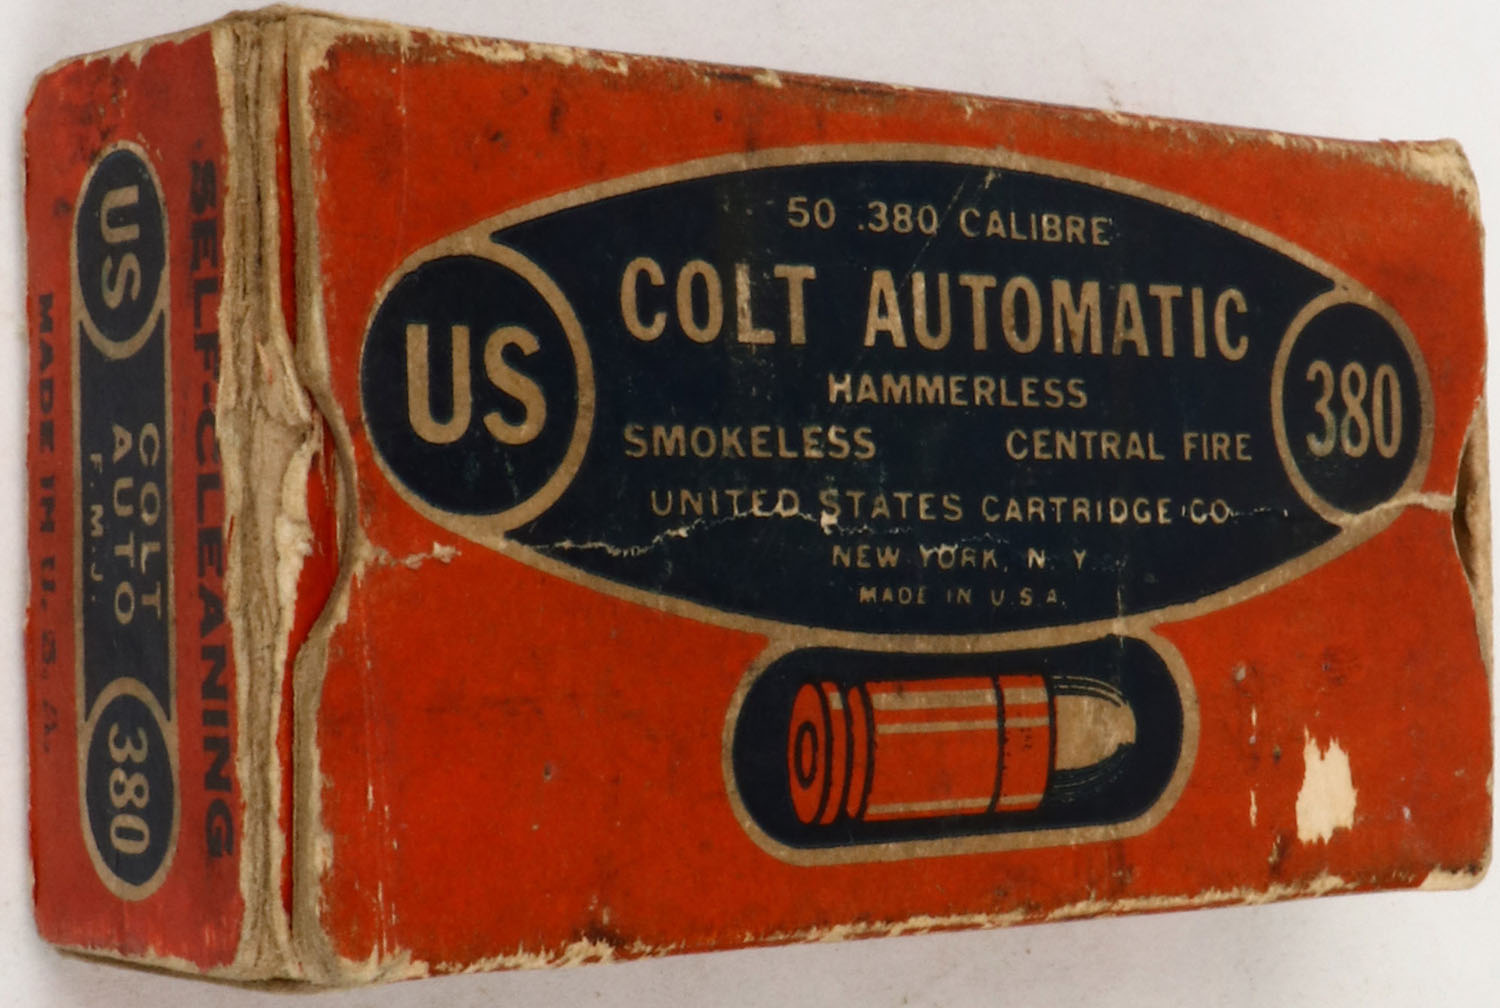 50 .380 CALIBRE
COLT AUTOMATIC
HAMMERLESS
SMOKELESS CENTRAL FIRE
UNITED STATES CARTRIDGE CO
NEW YORK, N. Y.
MADE IN U.S.A.
US
380
SELF-CLEANING
US
COLT
AUTO
F.M.J.
380
MADE IN U.S.A.